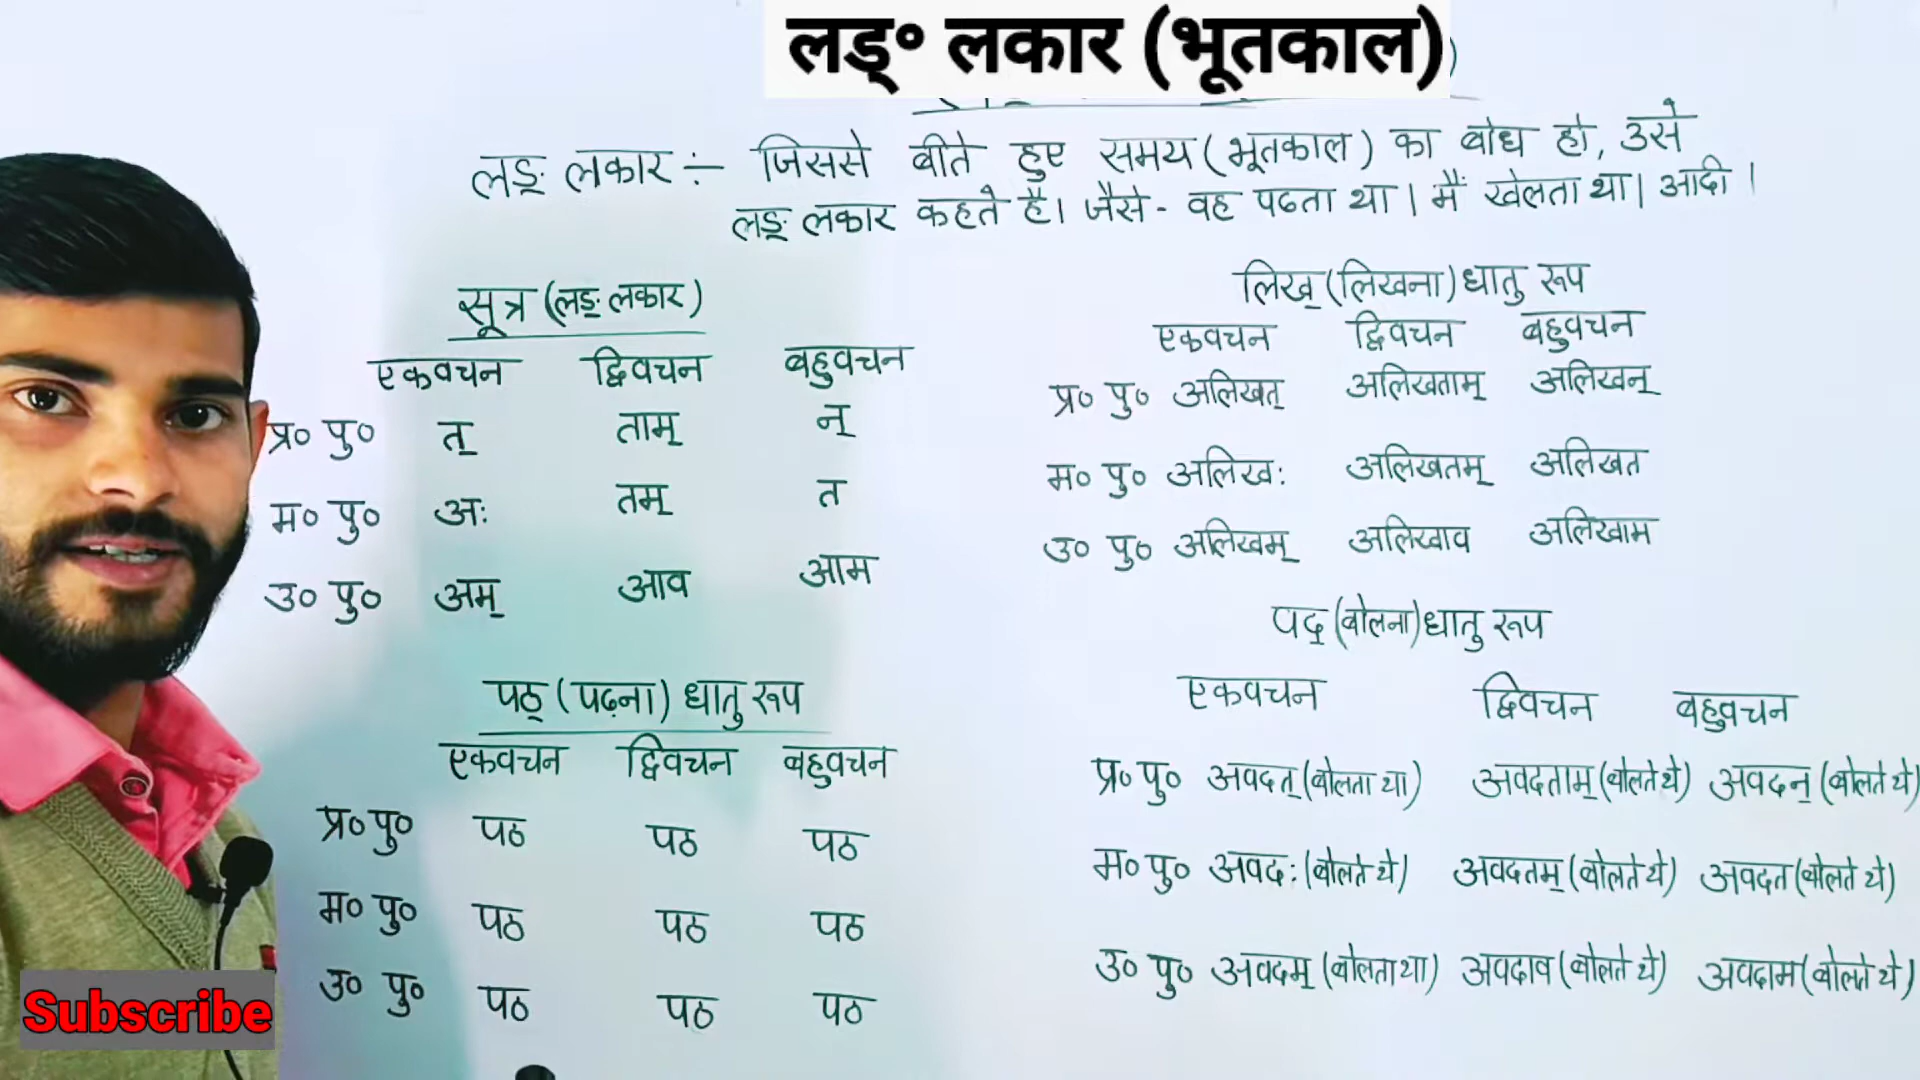 लङ्० लकार (भूतकाल)
लङ् लकार :- जिससे बीते हुए समय (भूतकाल) का बोध हो, उसे
लङ् लकार कहते है। जैसे - वह पढता था। मैं खेलता था। आदी।
सूत्र (लङ् लकार)
एकवचन द्विवचन बहुवचन
प्र० पु० त् ताम् न्
म० पु० अः तम् त
उ० पु० अम् आव आम
पठ् (पढ़ना) धातु रूप
एकवचन द्विवचन बहुवचन
प्र० पु० पठ पठ पठ
म० पु० पठ पठ पठ
उ० पु० पठ पठ पठ
लिख् (लिखना) धातु रूप
एकवचन द्विवचन बहुवचन
प्र० पु० अलिखत् अलिखताम् अलिखन्
म० पु० अलिखः अलिखतम् अलिखत
उ० पु० अलिखम् अलिखाव अलिखाम
पद् (बोलना) धातु रूप
एकवचन द्विवचन बहुवचन
प्र० पु० अवदत् (बोलता था) अवदताम् (बोलते थे) अवदन् (बोलते थे)
म० पु० अवदः (बोलते थे) अवदतम् (बोलते थे) अवदत (बोलते थे)
उ० पु० अवदम् (बोलता था) अवदाव (बोलते थे) अवदाम (बोलते थे)
Subscribe